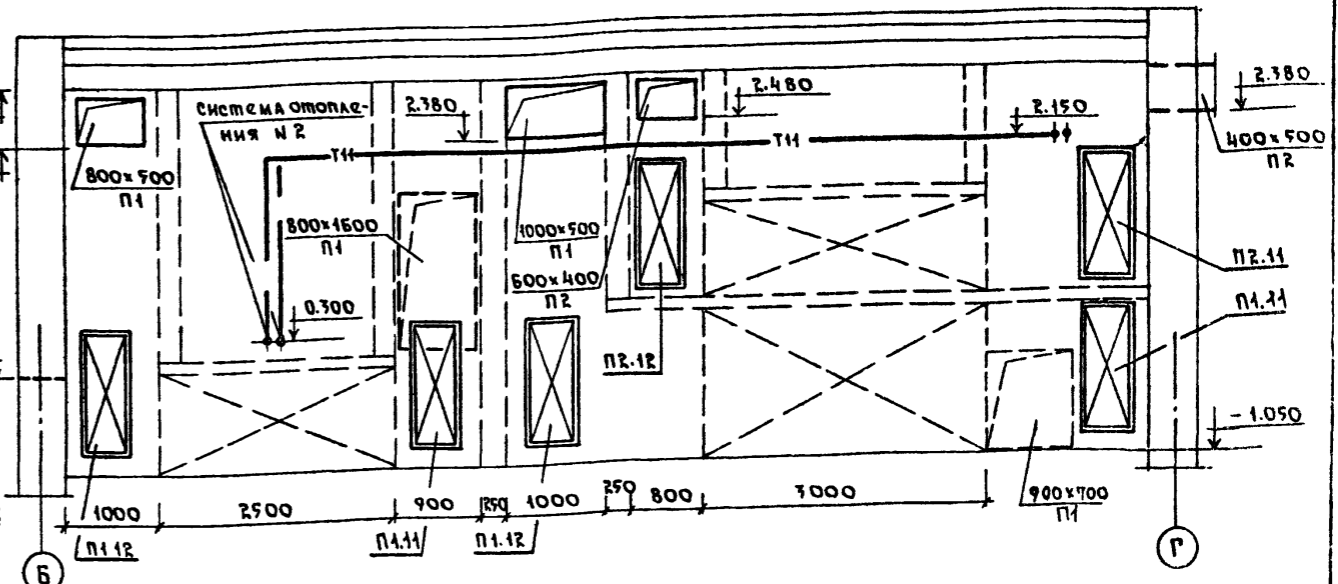 СИСТЕМА ОТОПЛЕ-
НИЯ N 2
2.380
2.480
2.150
2.380
Т11
Т11
800×500
П1
800×1600
П1
1000×500
П1
600×400
П2
400×500
П2
П2.11
П1.11
0.300
П2.12
-1.050
1000
2500
900
250
1000
250
800
3000
900×700
П1
П1.12
П1.11
П1.12
Б
Г